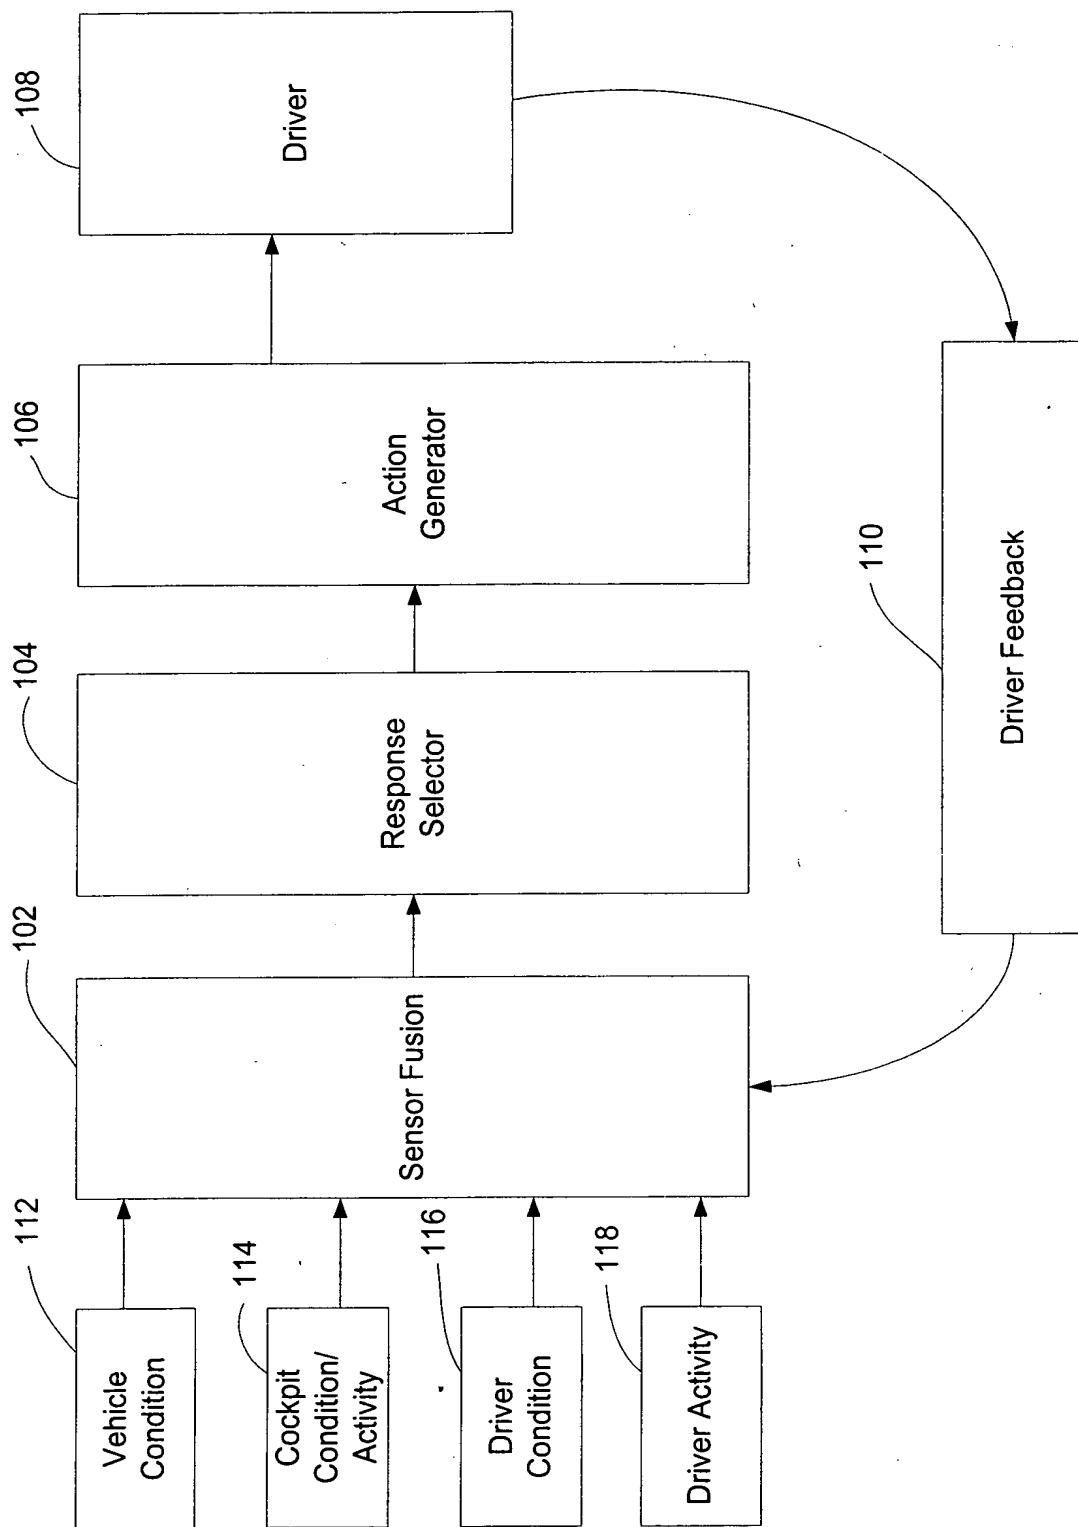 112
Vehicle
Condition
114
Cockpit
Condition/
Activity
116
Driver
Condition
118
Driver Activity
102
Sensor Fusion
104
Response
Selector
106
Action
Generator
108
Driver
110
Driver Feedback